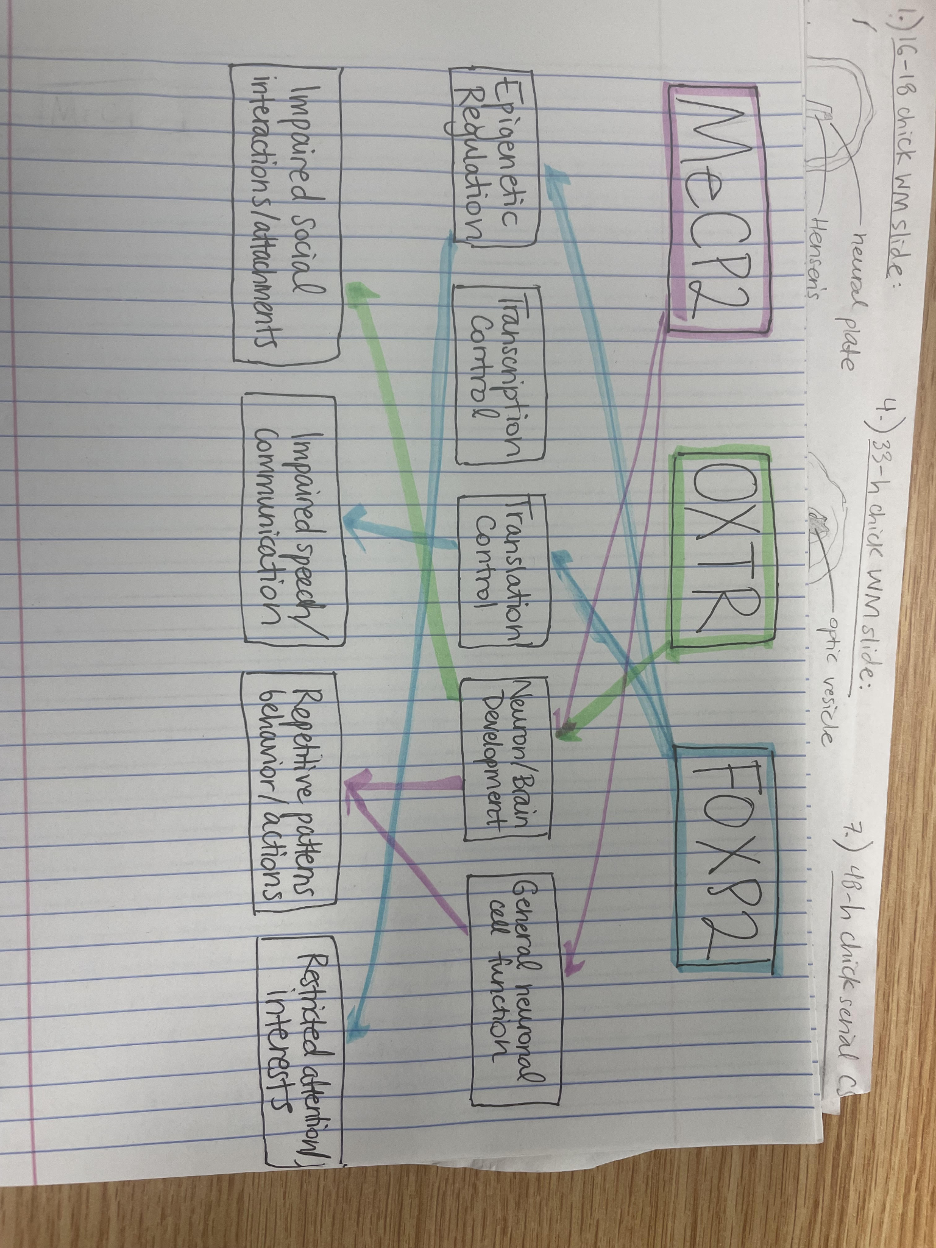 1.) 16-18 chick WM slide:
neural plate
Hensen's
4.) 33-h chick WM slide:
optic vesicle
7.) 48-h chick serial
MeCP2
OXTR
FOXP2
Epigenetic
Regulation
Transcription
Control
Translation
Control
Neuron/Brain
Development
General neuronal
cell function
Impaired Social
interactions/attachments
Impaired speech/
communication
Repetitive patterns
behavior/actions
Restricted attention/
interests